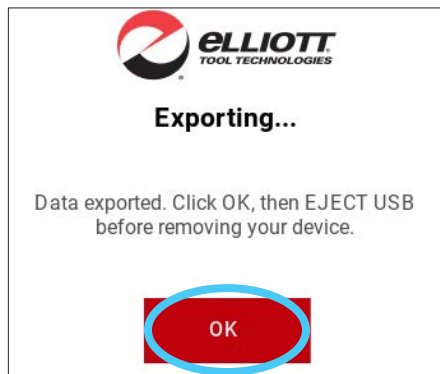 ELLIOTT
TOOL TECHNOLOGIES
Exporting...
Data exported. Click OK, then EJECT USB
before removing your device.
OK